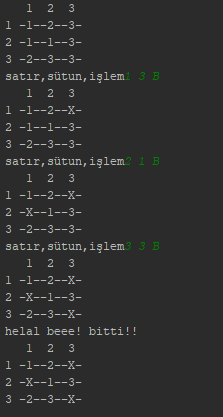 1 2 3
1 -1--2--3-
2 -1--1--3-
3 -2--3--3-
satır,sütun,işlem1 3 B
1 2 3
1 -1--2--X-
2 -1--1--3-
3 -2--3--3-
satır,sütun,işlem2 1 B
1 2 3
1 -1--2--X-
2 -X--1--3-
3 -2--3--3-
satır,sütun,işlem3 3 B
1 2 3
1 -1--2--X-
2 -X--1--3-
3 -2--3--X-
helal beee! bitti!!
1 2 3
1 -1--2--X-
2 -X--1--3-
3 -2--3--X-